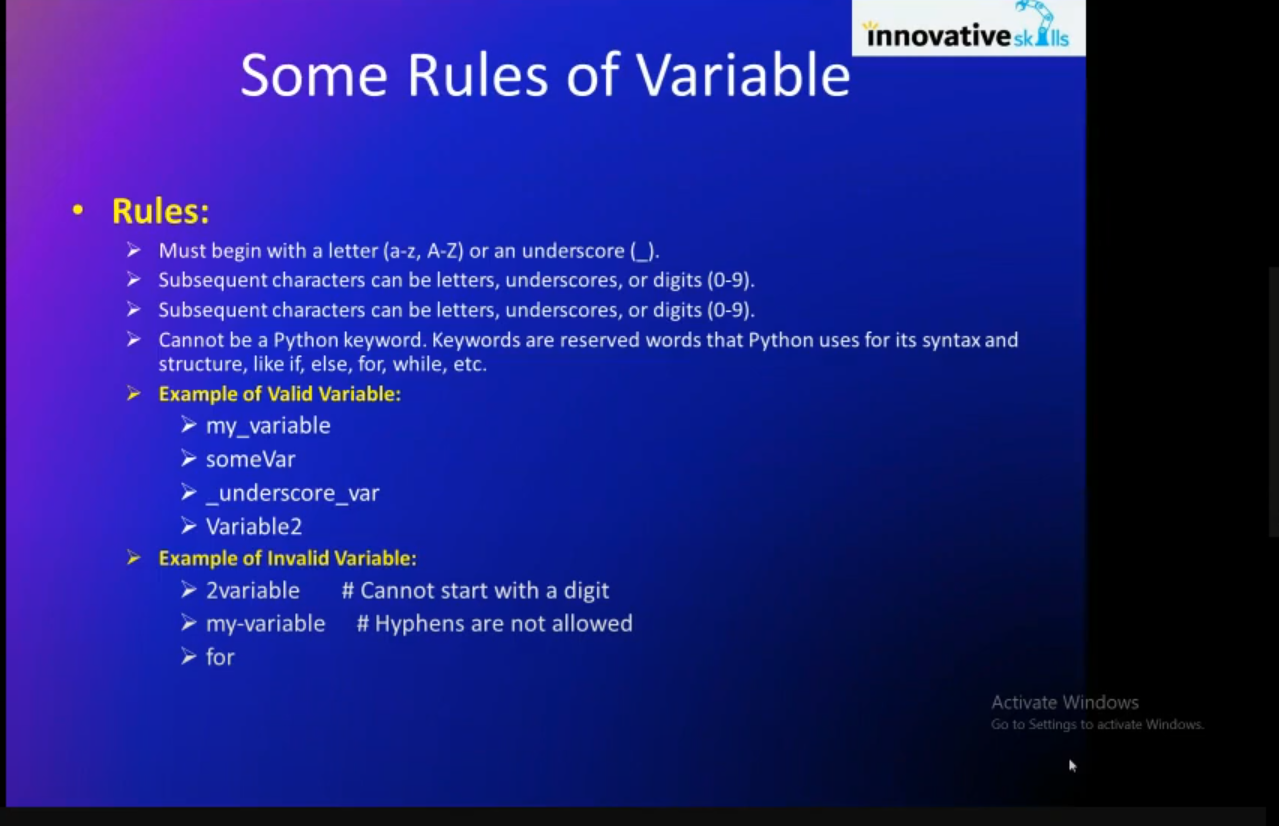 innovative skills
Some Rules of Variable
• Rules:
➢ Must begin with a letter (a-z, A-Z) or an underscore (_).
➢ Subsequent characters can be letters, underscores, or digits (0-9).
➢ Subsequent characters can be letters, underscores, or digits (0-9).
➢ Cannot be a Python keyword. Keywords are reserved words that Python uses for its syntax and
structure, like if, else, for, while, etc.
➢ Example of Valid Variable:
➢ my_variable
➢ someVar
➢ _underscore_var
➢ Variable2
➢ Example of Invalid Variable:
➢ 2variable # Cannot start with a digit
➢ my-variable # Hyphens are not allowed
➢ for
Activate Windows
Go to Settings to activate Windows.